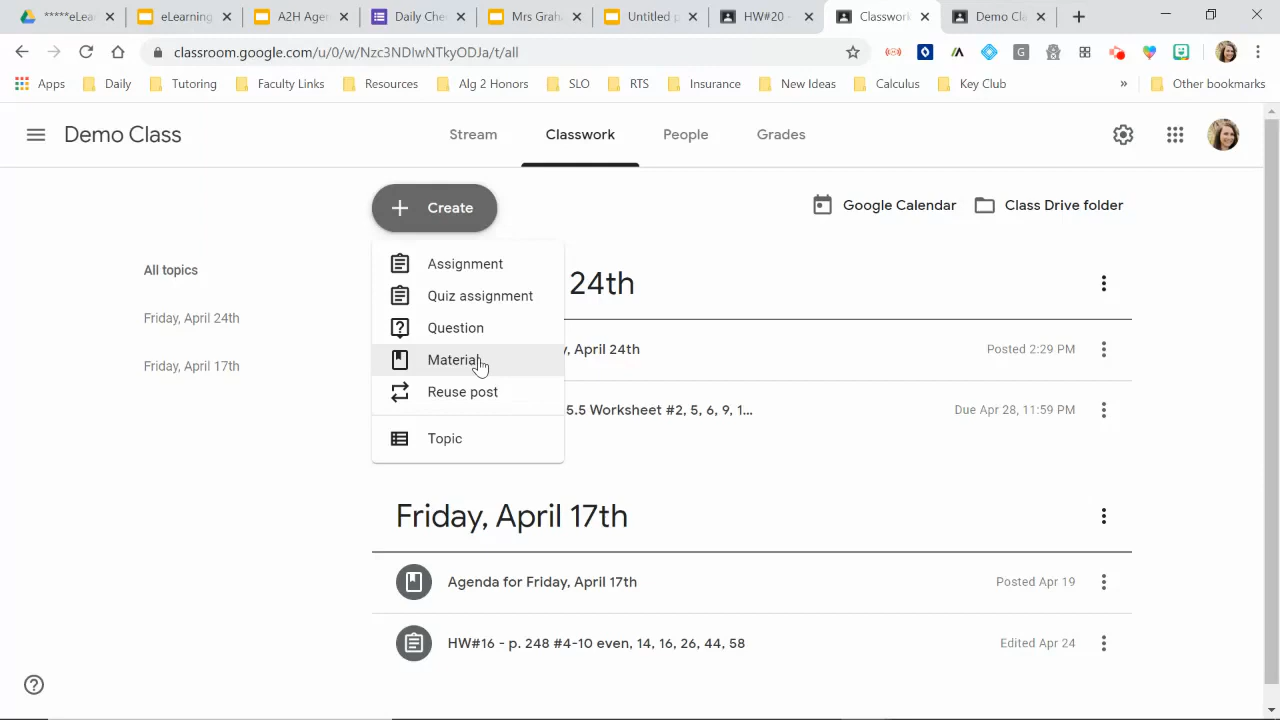 *****eLea
eLearning
A2H Agen
Daily Che
Mrs Grah
Untitled p
HW#20 -
Classwork
Demo Cla
classroom.google.com/u/0/w/Nzc3NDIwNTkyODJa/t/all
Apps
Daily
Tutoring
Faculty Links
Resources
Alg 2 Honors
SLO
RTS
Insurance
New Ideas
Calculus
Key Club
»
Other bookmarks
Demo Class
Stream
Classwork
People
Grades
Create
Google Calendar
Class Drive folder
Assignment
Quiz assignment
Question
Material
Reuse post
Topic
All topics
Friday, April 24th
Friday, April 17th
24th
y, April 24th
Posted 2:29 PM
5.5 Worksheet #2, 5, 6, 9, 1...
Due Apr 28, 11:59 PM
Friday, April 17th
Agenda for Friday, April 17th
Posted Apr 19
HW#16 - p. 248 #4-10 even, 14, 16, 26, 44, 58
Edited Apr 24